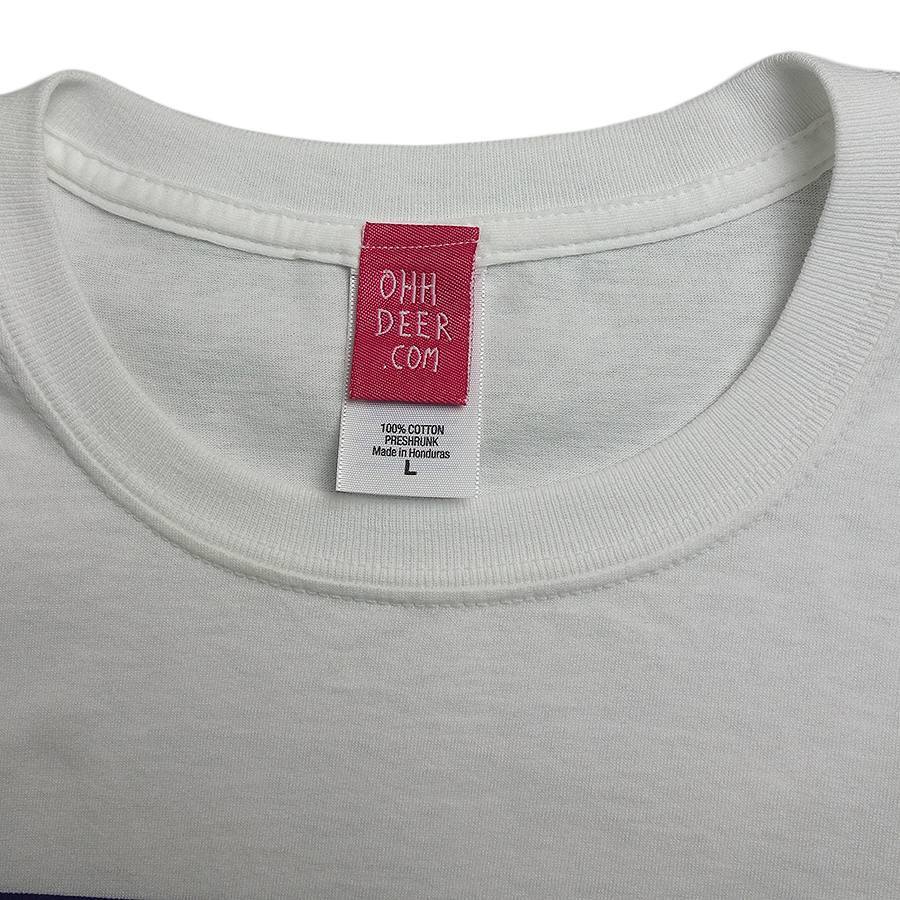 OHH
DEER
.COM
100% COTTON
PRESHRUNK
Made in Honduras
L